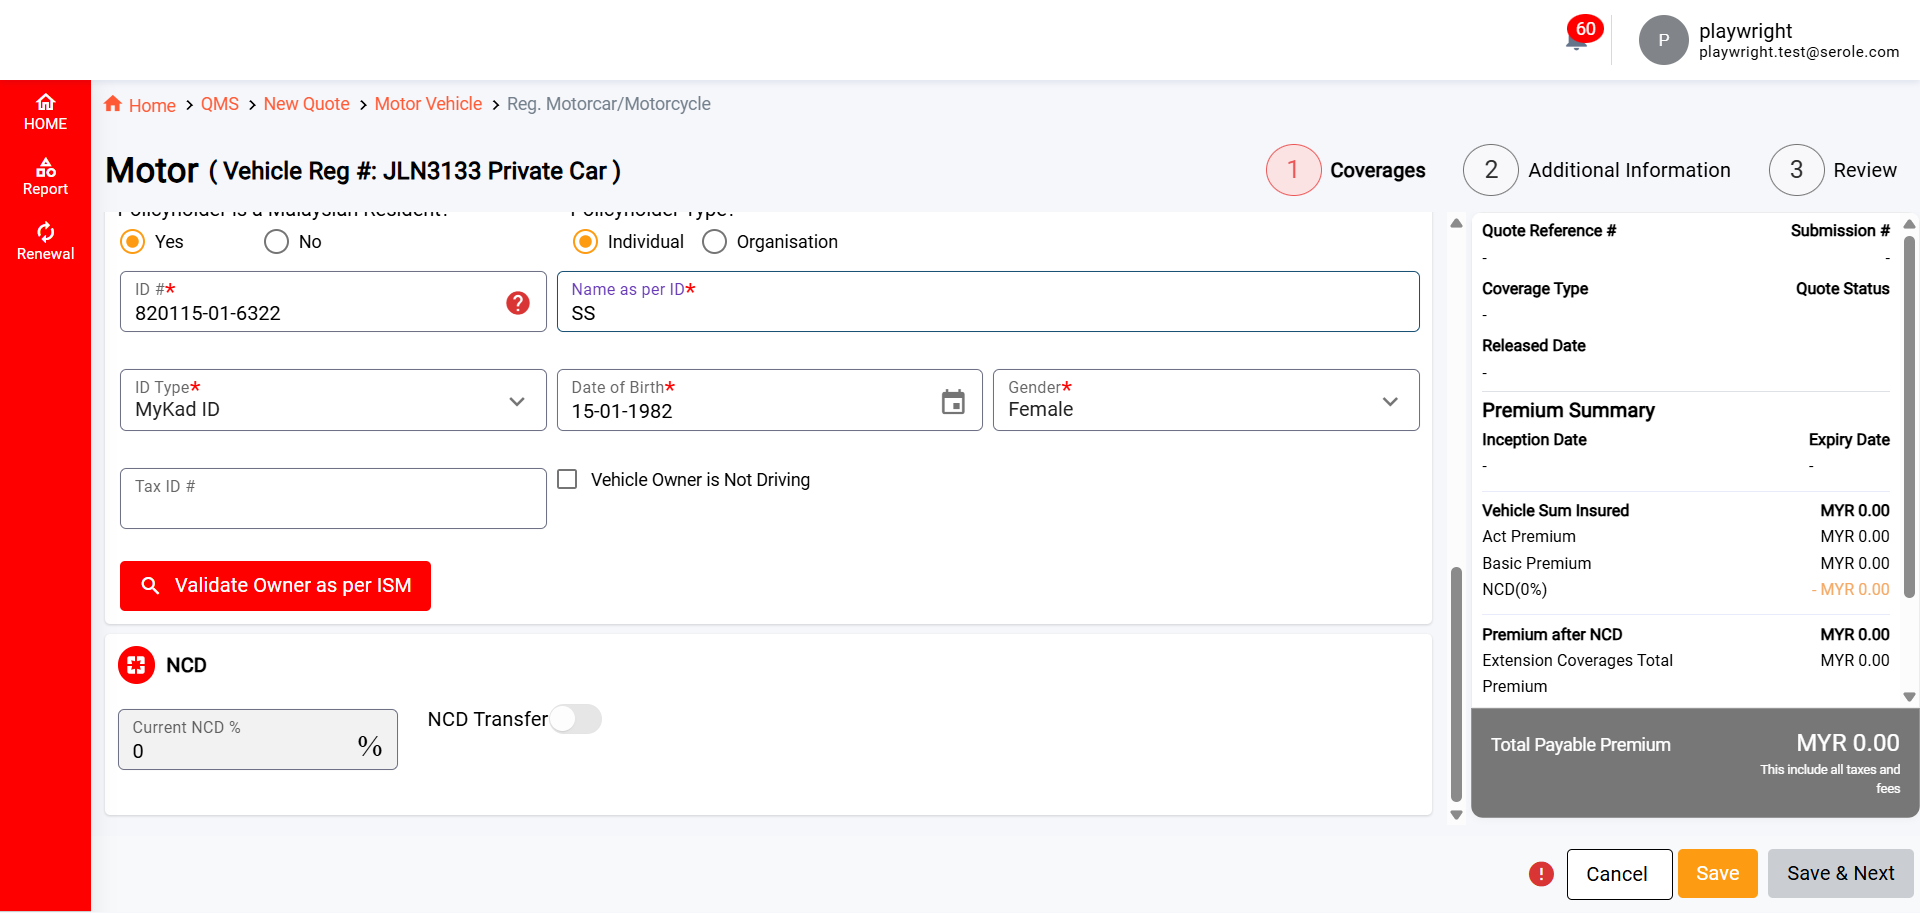 60
P
playwright
playwright.test@serole.com
HOME
Report
Renewal
Home > QMS > New Quote > Motor Vehicle > Reg. Motorcar/Motorcycle
Motor ( Vehicle Reg #: JLN3133 Private Car )
1 Coverages
2 Additional Information
3 Review
Policyholder is a Malaysian Resident?
Policyholder Type?
Yes
No
Individual
Organisation
ID #*
820115-01-6322
?
Name as per ID*
SS
ID Type*
MyKad ID
Date of Birth*
15-01-1982
Gender*
Female
Tax ID #
Vehicle Owner is Not Driving
Validate Owner as per ISM
NCD
Current NCD %
0
%
NCD Transfer
Quote Reference # Submission #
- -
Coverage Type Quote Status
-
Released Date
-
Premium Summary
Inception Date Expiry Date
- -
Vehicle Sum Insured MYR 0.00
Act Premium MYR 0.00
Basic Premium MYR 0.00
NCD(0%) - MYR 0.00
Premium after NCD MYR 0.00
Extension Coverages Total MYR 0.00
Premium
Total Payable Premium MYR 0.00
This include all taxes and
fees
!
Cancel
Save
Save & Next